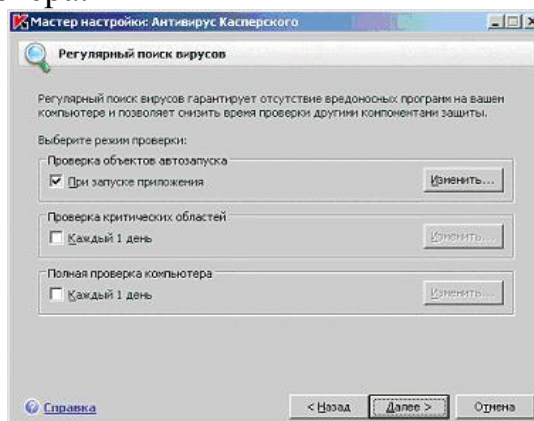 Мастер настройки: Антивирус Касперского
Регулярный поиск вирусов
Регулярный поиск вирусов гарантирует отсутствие вредоносных программ на вашем
компьютере и позволяет снизить время проверки другими компонентами защиты.
Выберите режим проверки:
Проверка объектов автозапуска
При запуске приложения
Изменить...
Проверка критических областей
Каждый 1 день
Изменить...
Полная проверка компьютера
Каждый 1 день
Изменить...
Справка
< Назад
Далее >
Отмена